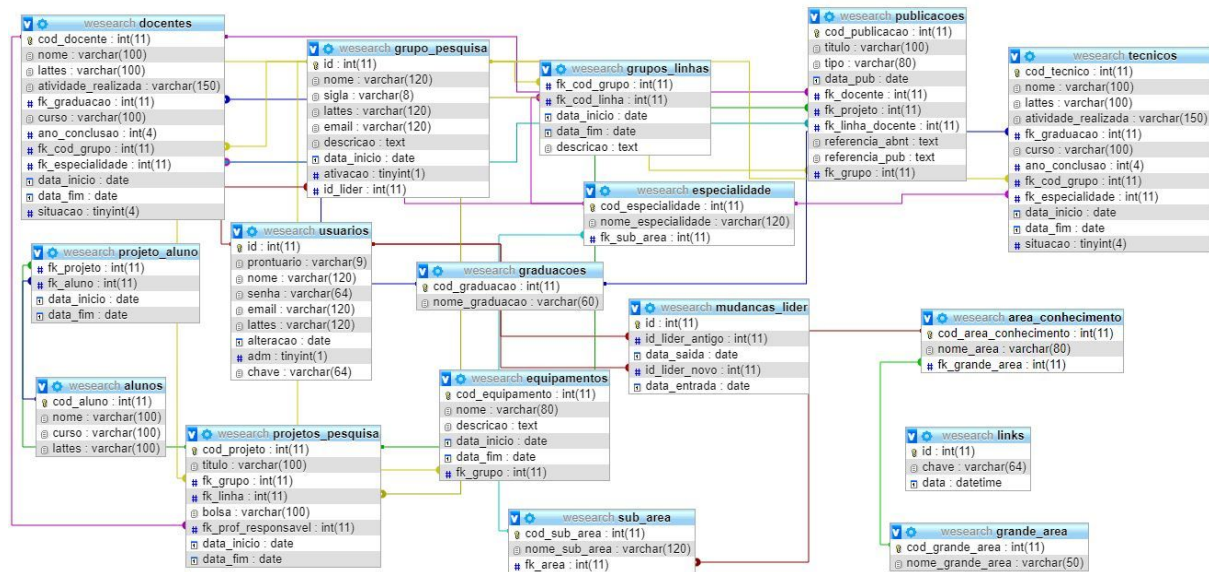 wesearch docentes
cod_docente : int(11)
nome : varchar(100)
lattes : varchar(100)
atividade_realizada : varchar(150)
fk_graduacao : int(11)
curso : varchar(100)
ano_conclusao : int(4)
fk_cod_grupo : int(11)
fk_especialidade : int(11)
data_inicio : date
data_fim : date
situacao : tinyint(4)
wesearch grupo_pesquisa
id : int(11)
nome : varchar(120)
sigla : varchar(8)
lattes : varchar(120)
email : varchar(120)
descricao : text
data_inicio : date
ativacao : tinyint(1)
id_lider : int(11)
wesearch grupos_linhas
fk_cod_grupo : int(11)
fk_cod_linha : int(11)
data_inicio : date
data_fim : date
descricao : text
wesearch publicacoes
cod_publicacao : int(11)
titulo : varchar(100)
tipo : varchar(80)
data_pub : date
fk_docente : int(11)
fk_projeto : int(11)
fk_linha_docente : int(11)
referencia_abnt : text
referencia_pub : text
fk_grupo : int(11)
wesearch tecnicos
cod_tecnico : int(11)
nome : varchar(100)
lattes : varchar(100)
atividade_realizada : varchar(150)
fk_graduacao : int(11)
curso : varchar(100)
ano_conclusao : int(4)
fk_cod_grupo : int(11)
fk_especialidade : int(11)
data_inicio : date
data_fim : date
situacao : tinyint(4)
wesearch especialidade
cod_especialidade : int(11)
nome_especialidade : varchar(120)
fk_sub_area : int(11)
wesearch usuarios
id : int(11)
prontuario : varchar(9)
nome : varchar(120)
senha : varchar(64)
email : varchar(120)
lattes : varchar(120)
alteracao : date
adm : tinyint(1)
chave : varchar(64)
wesearch projeto_aluno
fk_projeto : int(11)
fk_aluno : int(11)
data_inicio : date
data_fim : date
wesearch graduacoes
cod_graduacao : int(11)
nome_graduacao : varchar(60)
wesearch mudancas_lider
id : int(11)
id_lider_antigo : int(11)
data_saida : date
id_lider_novo : int(11)
data_entrada : date
wesearch area_conhecimento
cod_area_conhecimento : int(11)
nome_area : varchar(80)
fk_grande_area : int(11)
wesearch alunos
cod_aluno : int(11)
nome : varchar(100)
curso : varchar(100)
lattes : varchar(100)
wesearch equipamentos
cod_equipamento : int(11)
nome : varchar(80)
descricao : text
data_inicio : date
data_fim : date
fk_grupo : int(11)
wesearch projetos_pesquisa
cod_projeto : int(11)
titulo : varchar(100)
fk_grupo : int(11)
fk_linha : int(11)
bolsa : varchar(100)
fk_prof_responsavel : int(11)
data_inicio : date
data_fim : date
wesearch links
id : int(11)
chave : varchar(64)
data : datetime
wesearch sub_area
cod_sub_area : int(11)
nome_sub_area : varchar(120)
fk_area : int(11)
wesearch grande_area
cod_grande_area : int(11)
nome_grande_area : varchar(50)